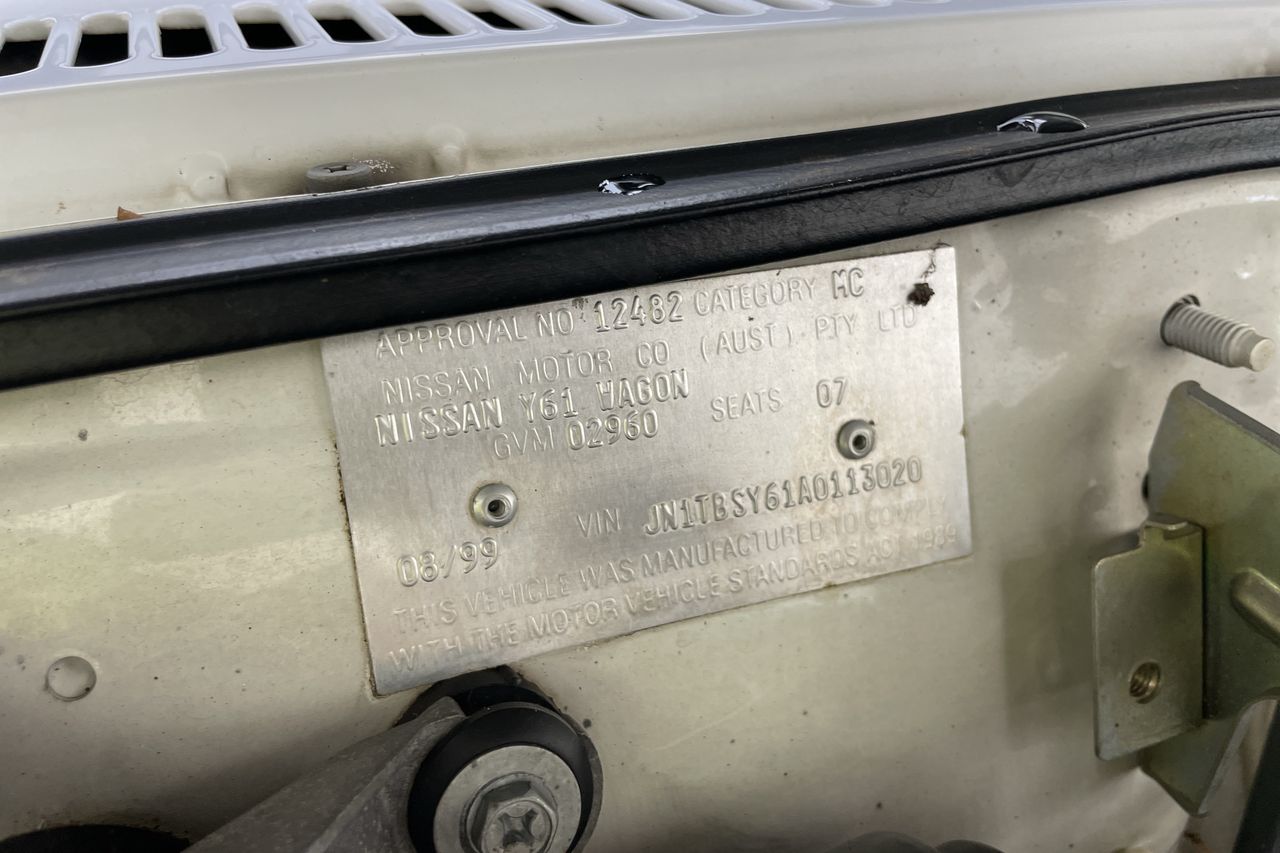 APPROVAL NO 12482 CATEGORY MC
NISSAN MOTOR CO (AUST) PTY LTD
NISSAN Y61 WAGON
GVM 02960 SEATS 07
VIN JN1TBSY61A0113020
08/99
THIS VEHICLE WAS MANUFACTURED TO COMPLY
WITH THE MOTOR VEHICLE STANDARDS ACT 1989